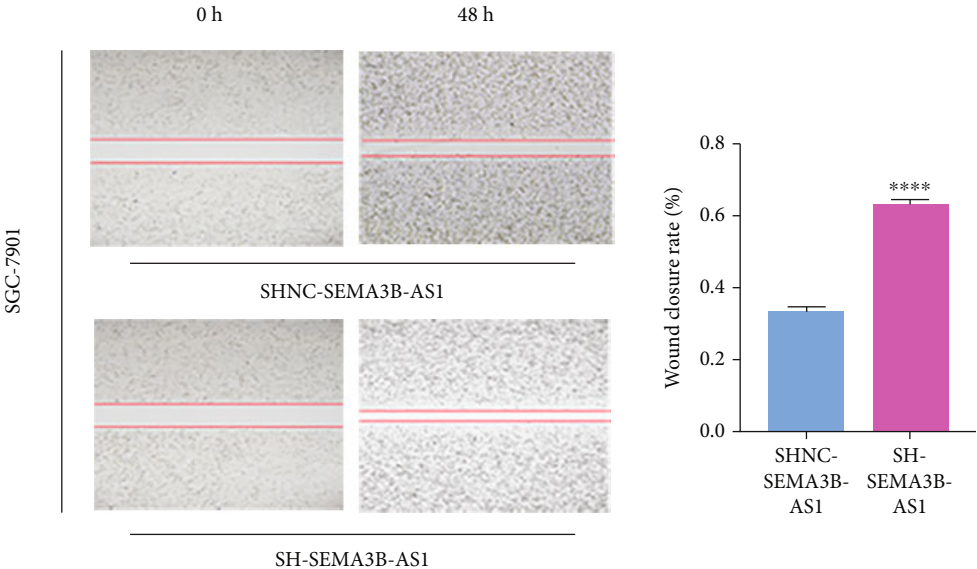 0 h
48 h
SGC-7901
SHNC-SEMA3B-AS1
SH-SEMA3B-AS1
Wound closure rate (%)
0.8
0.6
0.4
0.2
0.0
****
SHNC-
SEMA3B-
AS1
SH-
SEMA3B-
AS1